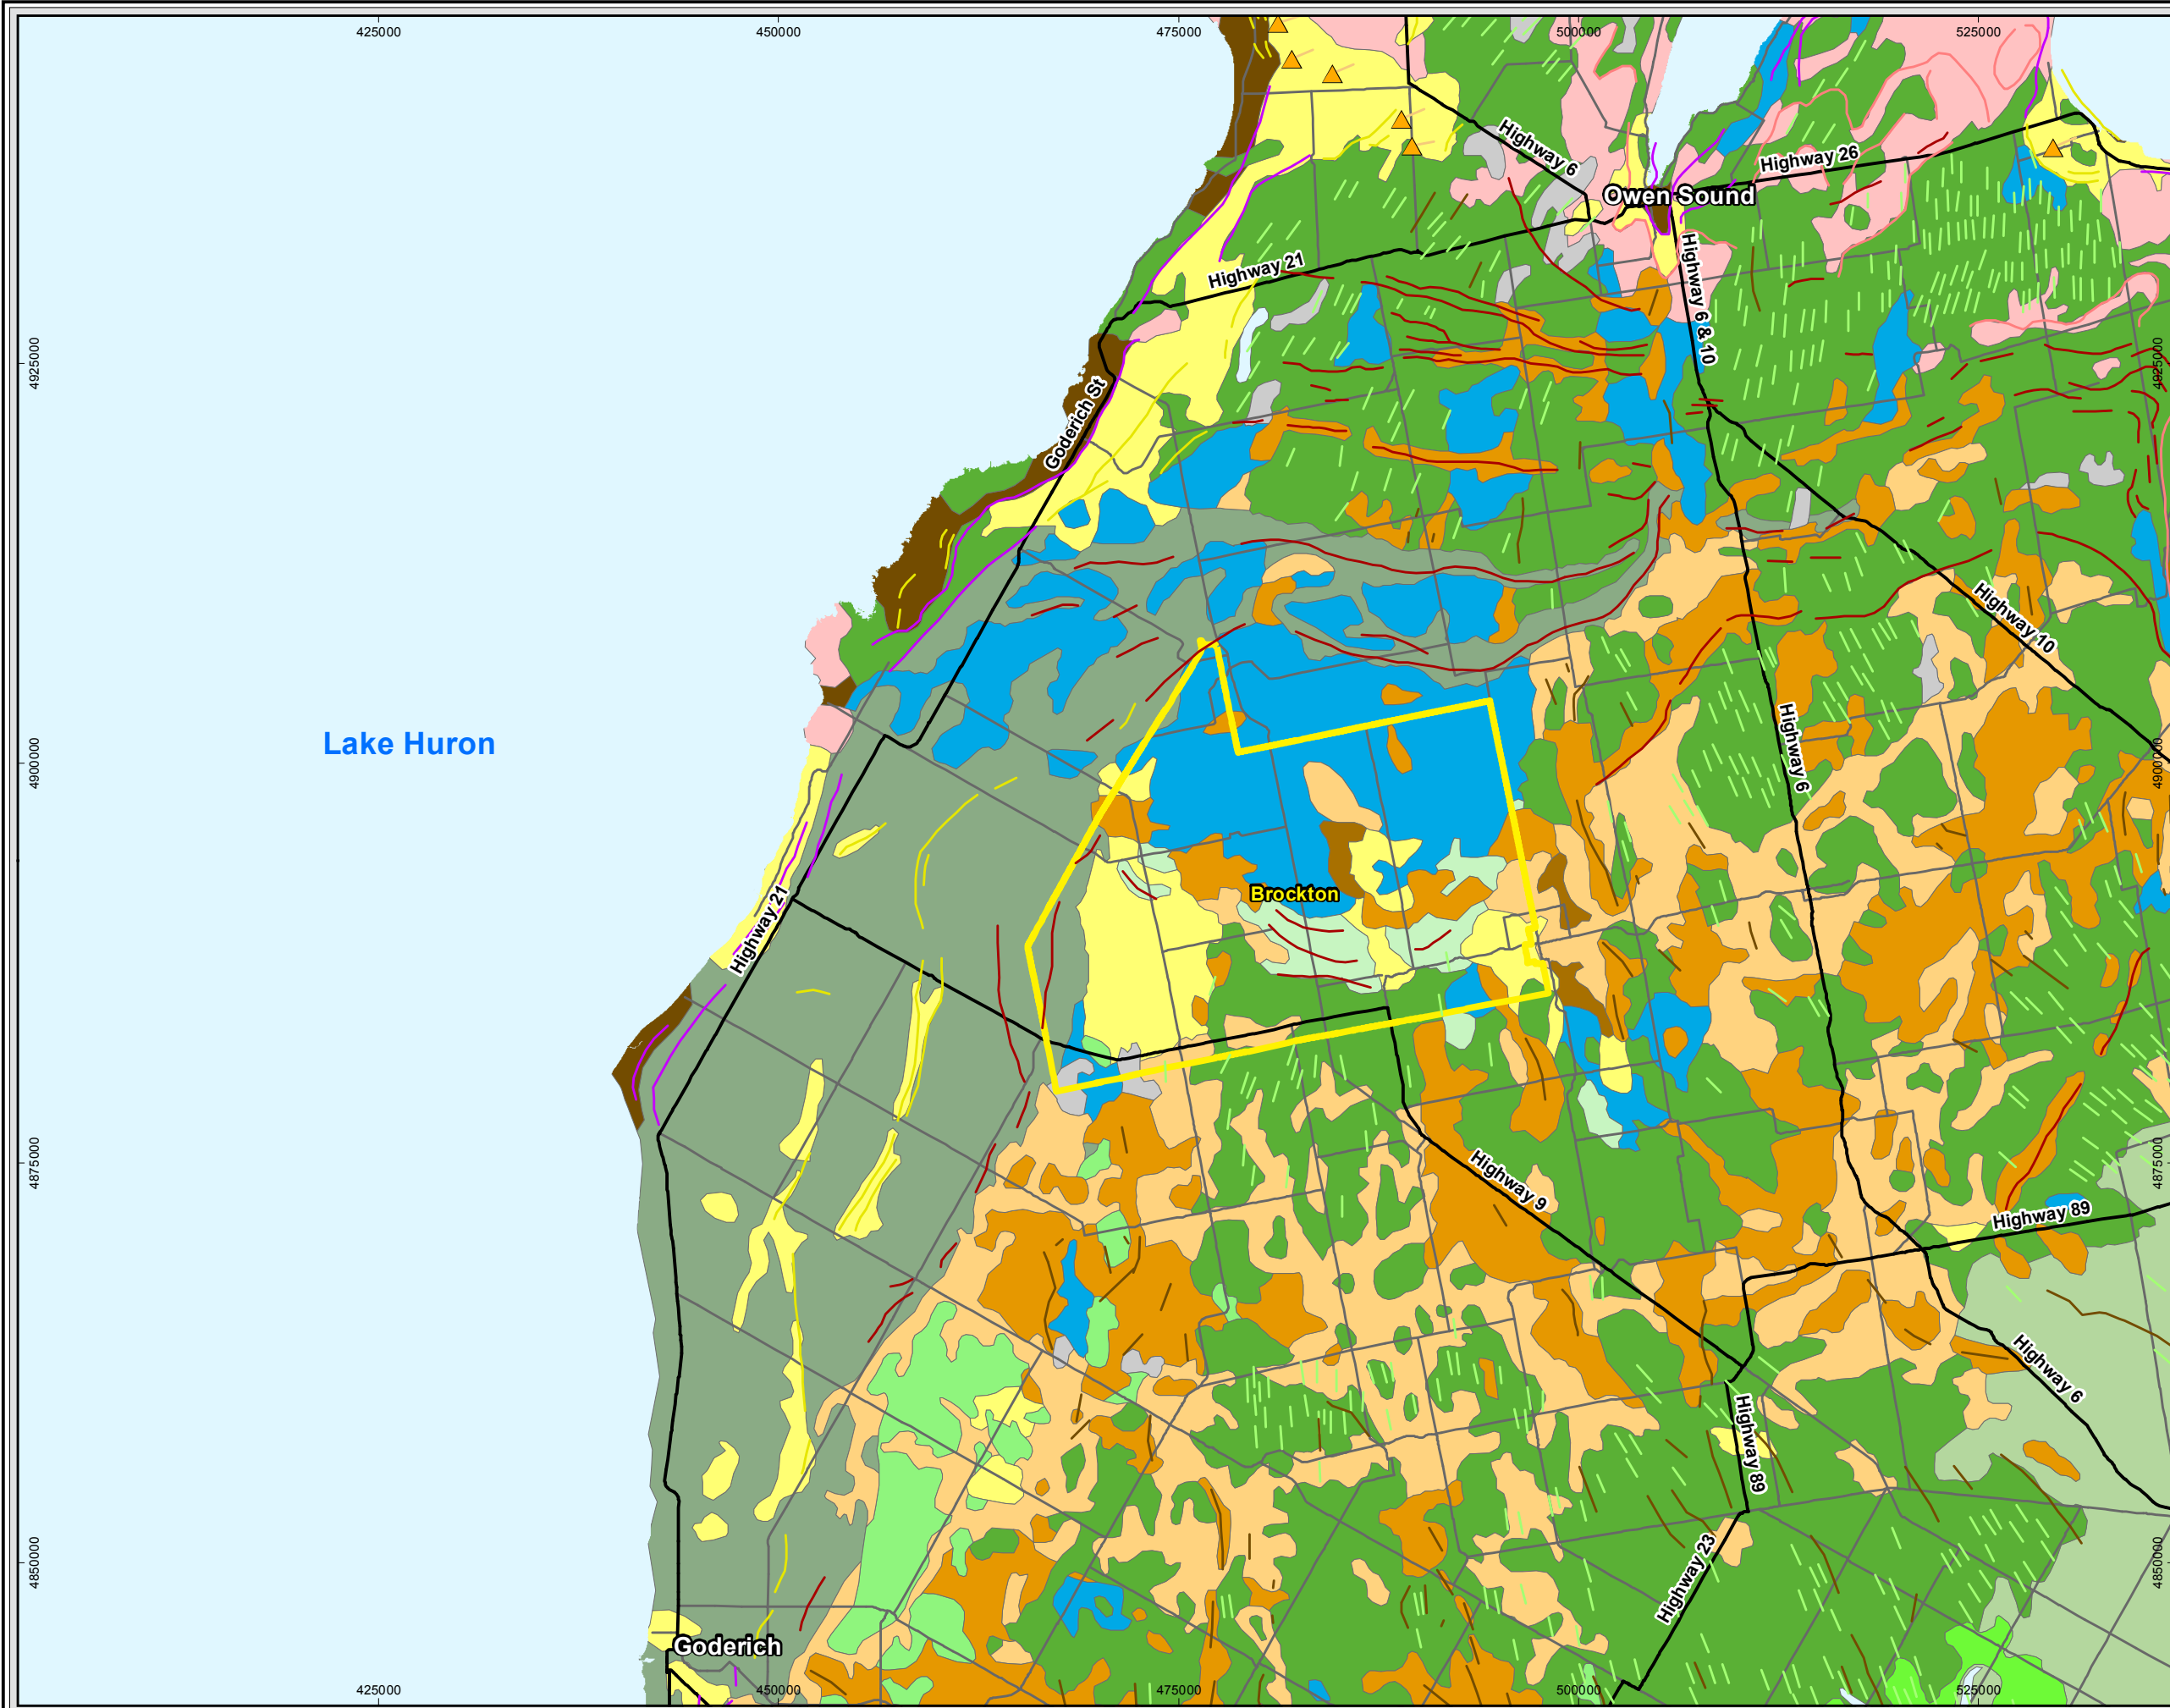 425000
450000
475000
500000
525000
Highway 6
Highway 26
Owen Sound
Highway 21
Highway 6 & 10
4925000
4925000
Goderich St
Highway 10
Lake Huron
Highway 6
4900000
4900000
Brockton
Highway 21
4875000
4875000
Highway 9
Highway 89
Highway 6
Highway 89
4850000
4850000
Highway 23
Goderich
425000
450000
475000
500000
525000